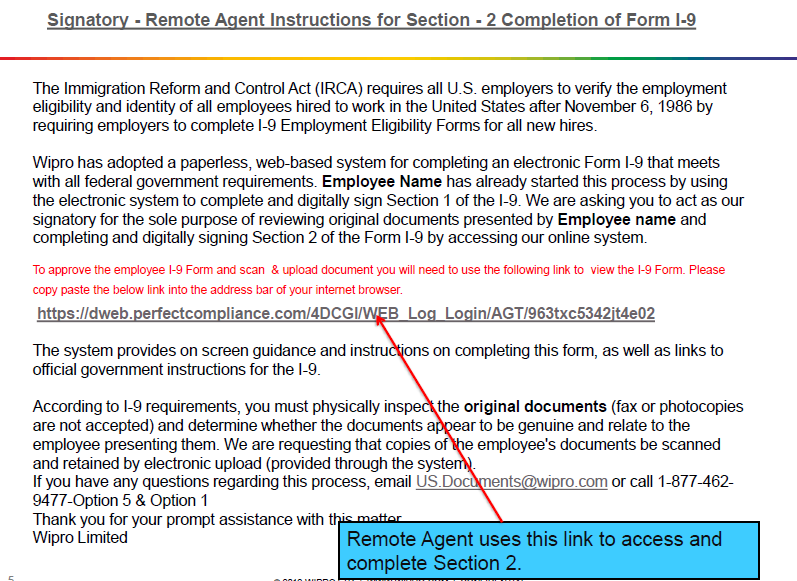 Signatory - Remote Agent Instructions for Section - 2 Completion of Form I-9
The Immigration Reform and Control Act (IRCA) requires all U.S. employers to verify the employment
eligibility and identity of all employees hired to work in the United States after November 6, 1986 by
requiring employers to complete I-9 Employment Eligibility Forms for all new hires.
Wipro has adopted a paperless, web-based system for completing an electronic Form I-9 that meets
with all federal government requirements. Employee Name has already started this process by using
the electronic system to complete and digitally sign Section 1 of the I-9. We are asking you to act as our
signatory for the sole purpose of reviewing original documents presented by Employee name and
completing and digitally signing Section 2 of the Form I-9 by accessing our online system.
To approve the employee I-9 Form and scan & upload document you will need to use the following link to view the I-9 Form. Please
copy paste the below link into the address bar of your internet browser.
https://dweb.perfectcompliance.com/4DCGI/WEB_Log_Login/AGT/963txc5342jt4e02
The system provides on screen guidance and instructions on completing this form, as well as links to
official government instructions for the I-9.
According to I-9 requirements, you must physically inspect the original documents (fax or photocopies
are not accepted) and determine whether the documents appear to be genuine and relate to the
employee presenting them. We are requesting that copies of the employee's documents be scanned
and retained by electronic upload (provided through the system).
If you have any questions regarding this process, email US.Documents@wipro.com or call 1-877-462-
9477-Option 5 & Option 1
Thank you for your prompt assistance with this matter
Wipro Limited
Remote Agent uses this link to access and
complete Section 2.
5